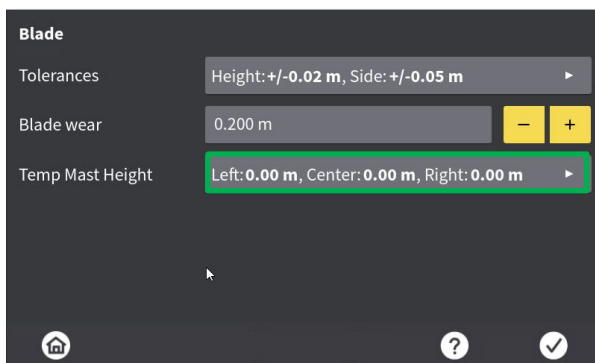 Blade
Tolerances Height: +/-0.02 m, Side: +/-0.05 m
Blade wear 0.200 m − +
Temp Mast Height Left: 0.00 m, Center: 0.00 m, Right: 0.00 m
?